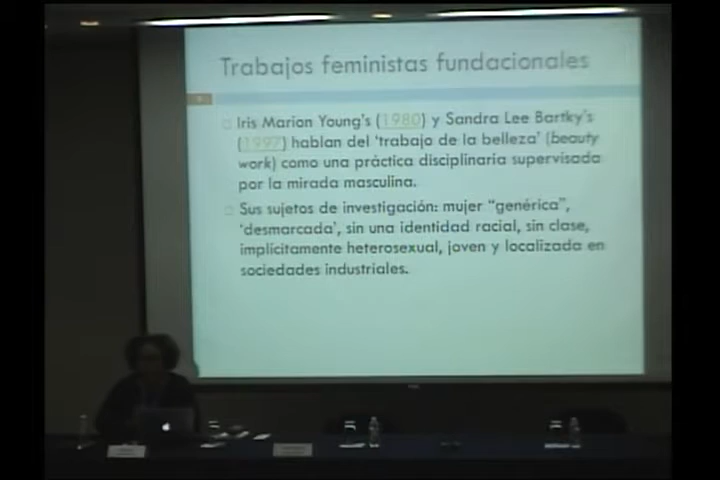 Trabajos feministas fundacionales
Iris Marion Young's (1980) y Sandra Lee Bartky's
(1997) hablan del 'trabajo de la belleza' (beauty
work) como una práctica disciplinaria supervisada
por la mirada masculina.
Sus sujetos de investigación: mujer "genérica",
'desmarcada', sin una identidad racial, sin clase,
implícitamente heterosexual, joven y localizada en
sociedades industriales.